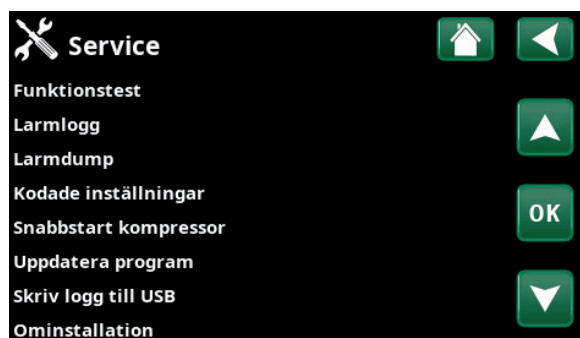 Service
Funktionstest
Larmlogg
Larmdump
Kodade inställningar
Snabbstart kompressor
OK
Uppdatera program
Skriv logg till USB
Ominstallation